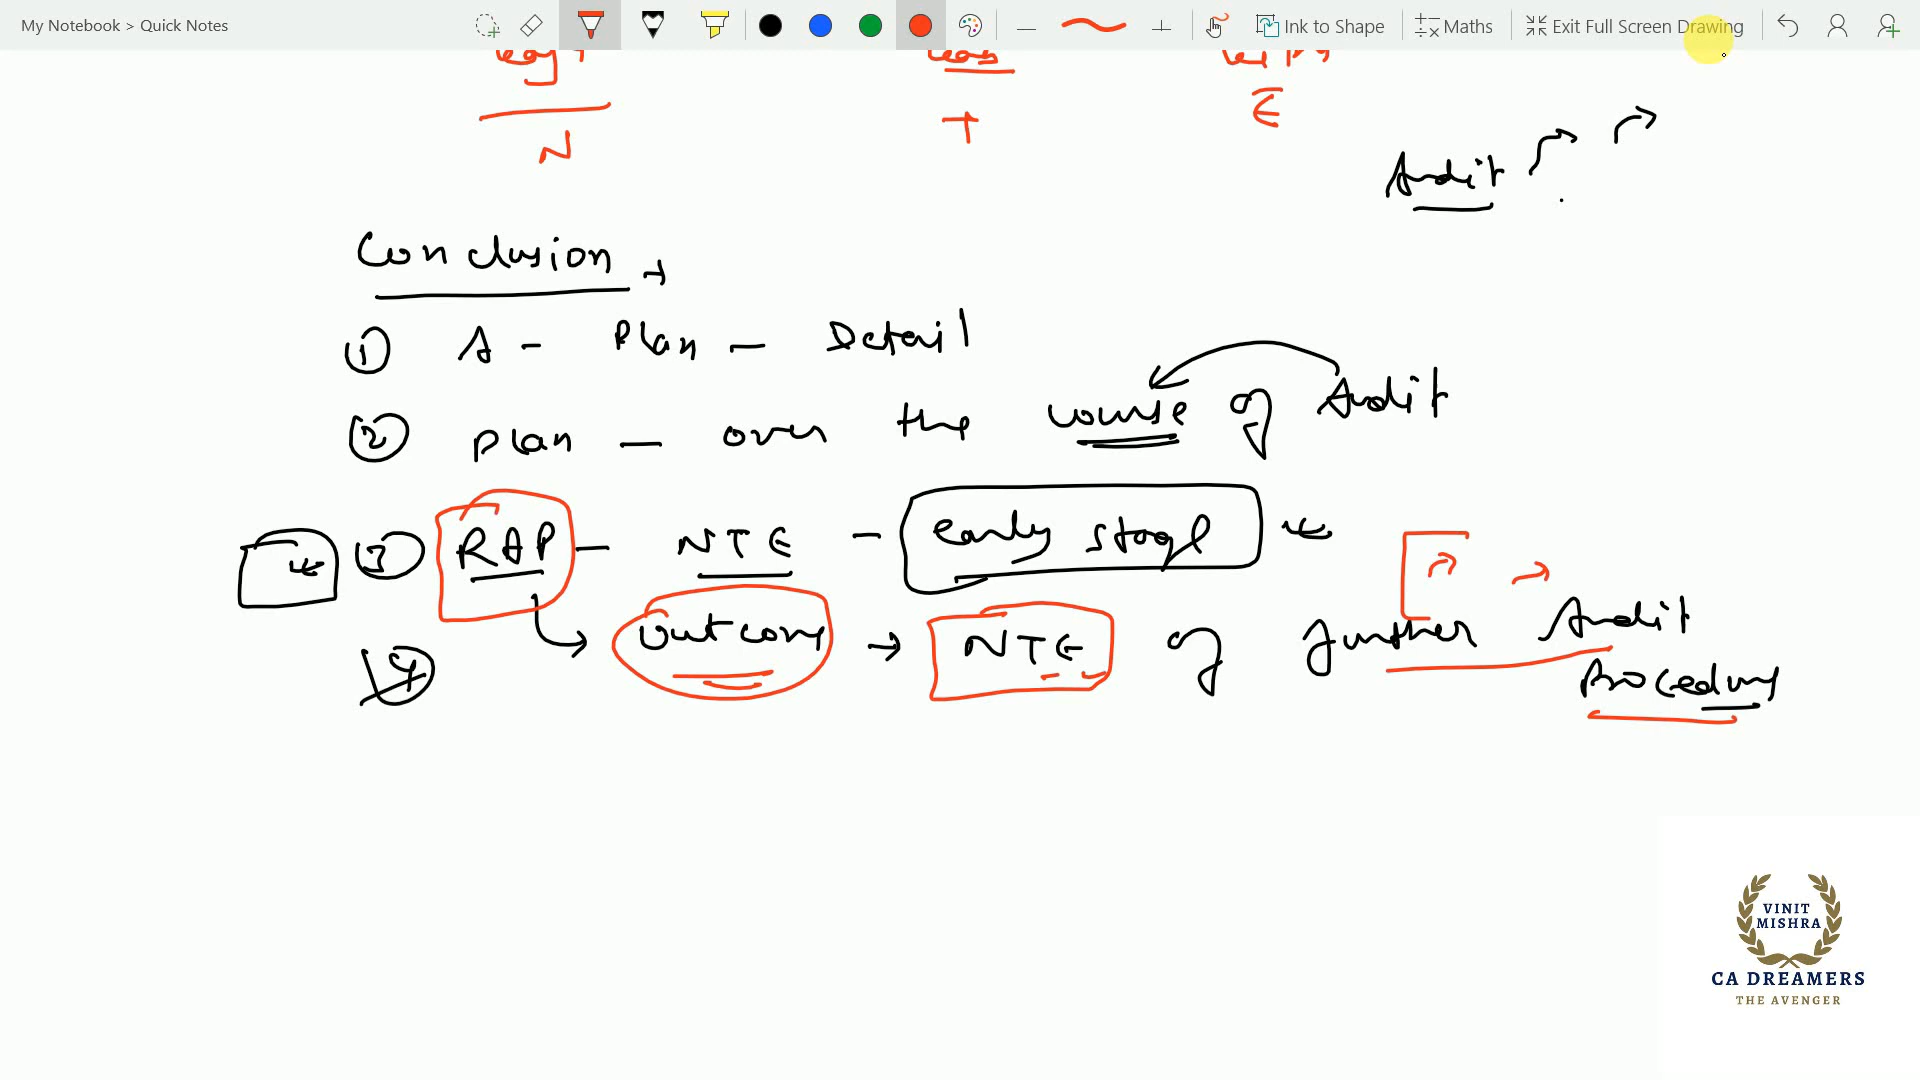 My Notebook > Quick Notes
Ink to Shape
Maths
Exit Full Screen Drawing
N T E
Audit
Conclusion →
① A - Plan - Detail
② Plan - over the course of Audit
③ RAP - NTE - early stage
④ outcome → NTE of further Audit
Procedures
VINIT
MISHRA
CA DREAMERS
THE AVENGER